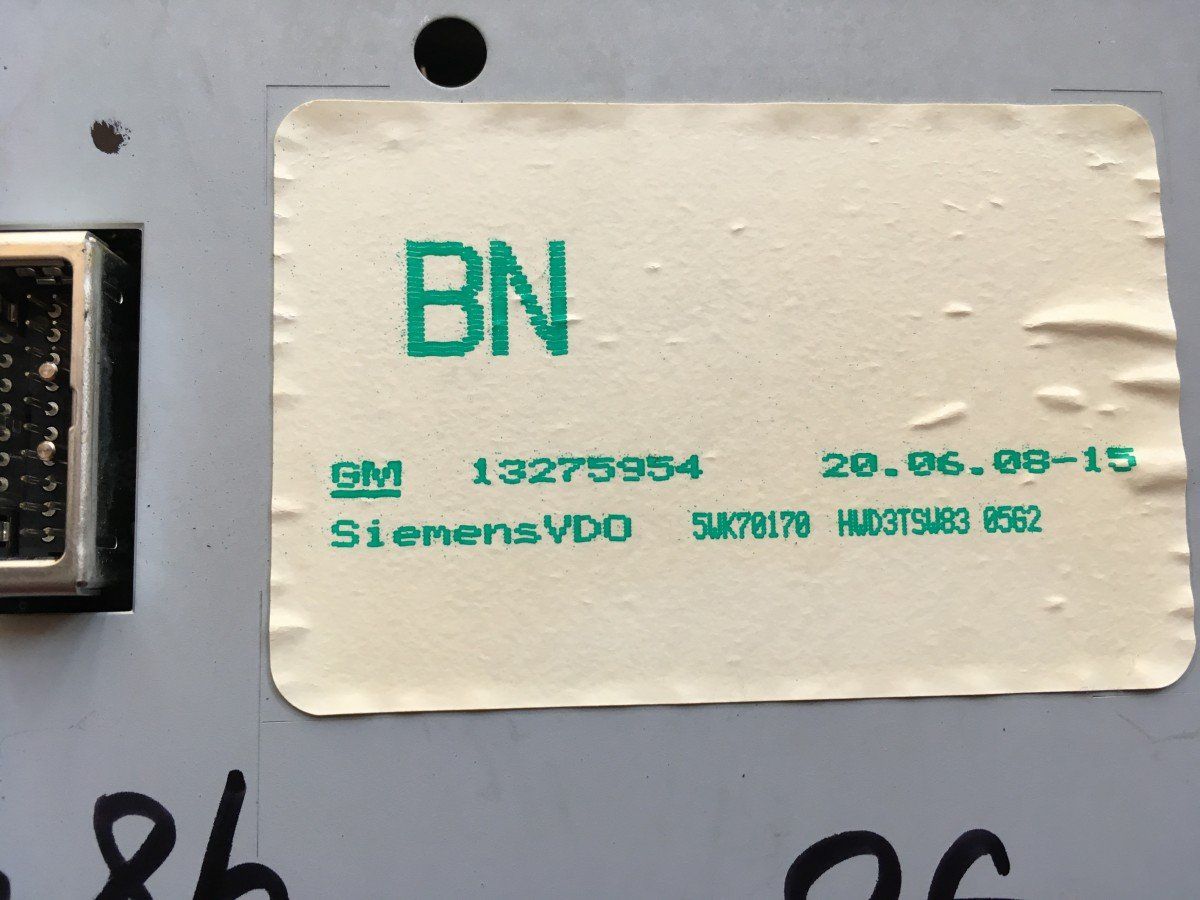 BN
GM 13275954 20.06.08-15
SiemensVDO 5WK70170 HWD3TSW83 0562